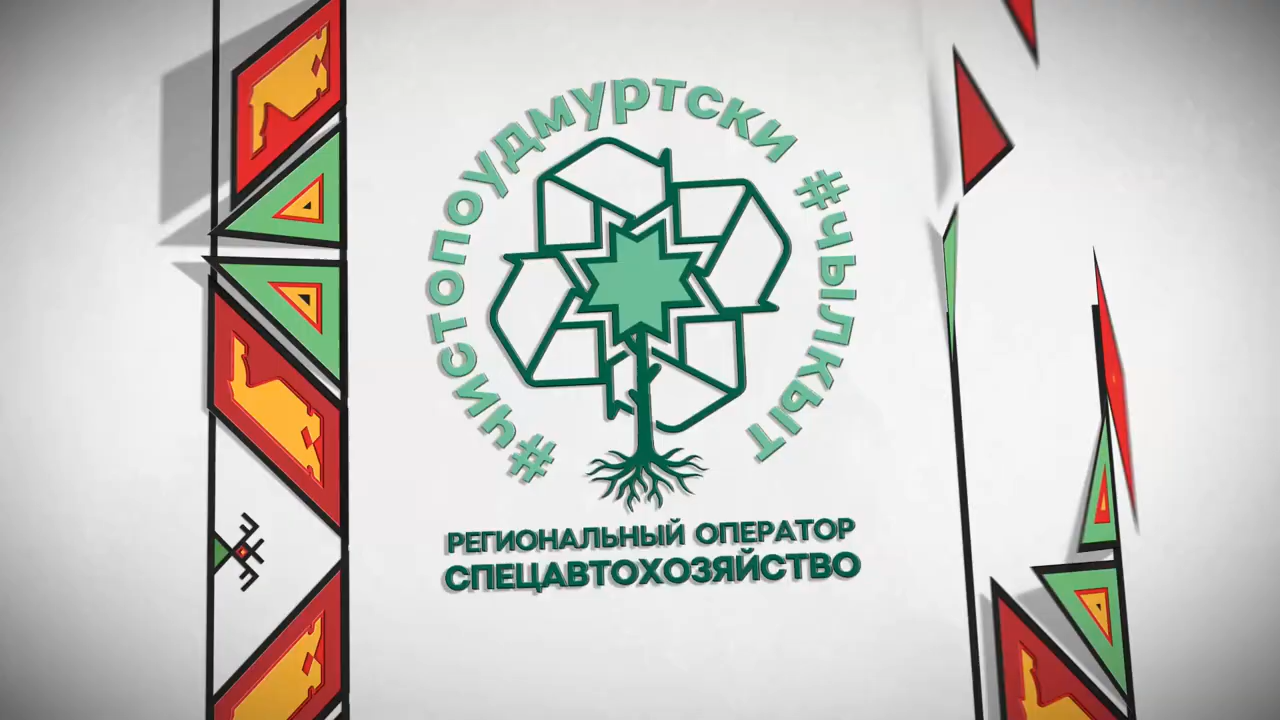 #чистопоудмуртски #чылкыт
РЕГИОНАЛЬНЫЙ ОПЕРАТОР
СПЕЦАВТОХОЗЯЙСТВО